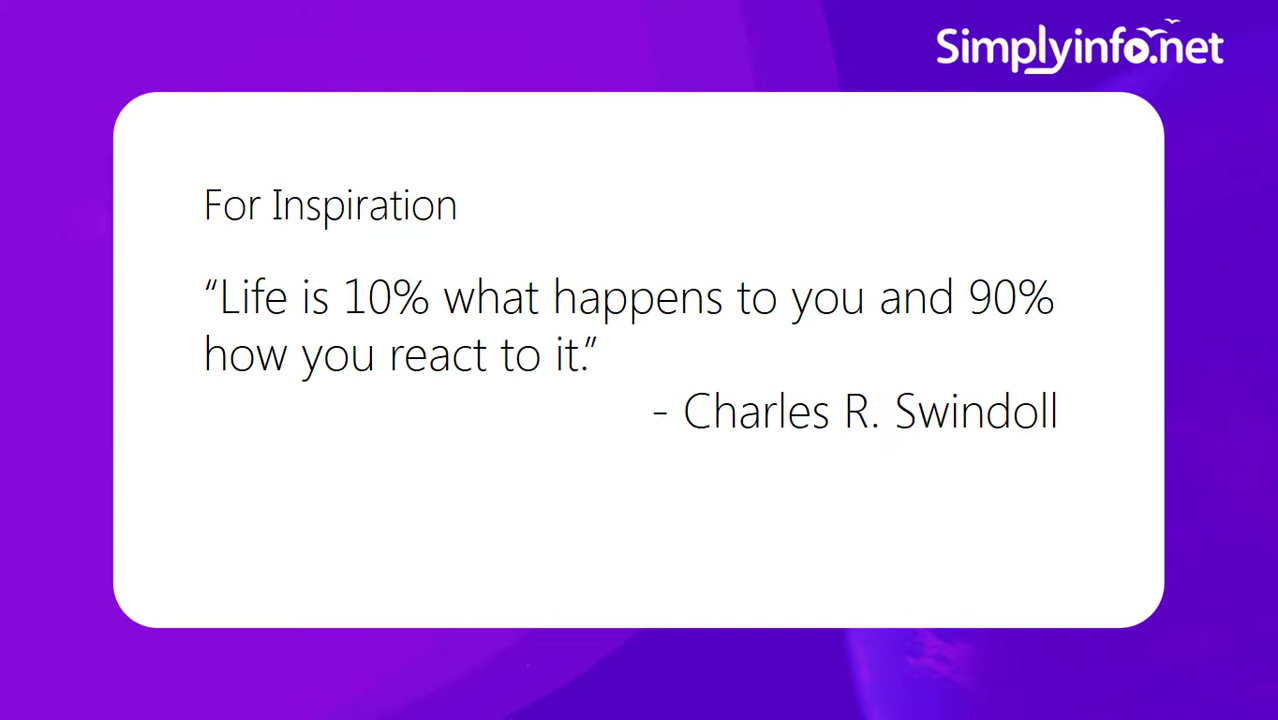 Simplyinfo.net
For Inspiration
“Life is 10% what happens to you and 90%
how you react to it.”
- Charles R. Swindoll